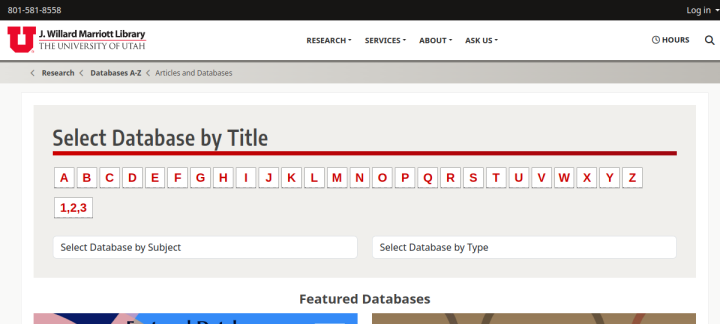 801-581-8558
Log in
J. Willard Marriott Library
THE UNIVERSITY OF UTAH
RESEARCH
SERVICES
ABOUT
ASK US
HOURS
Research
Databases A-Z
Articles and Databases
Select Database by Title
A B C D E F G H I J K L M N O P Q R S T U V W X Y Z
1,2,3
Select Database by Subject
Select Database by Type
Featured Databases